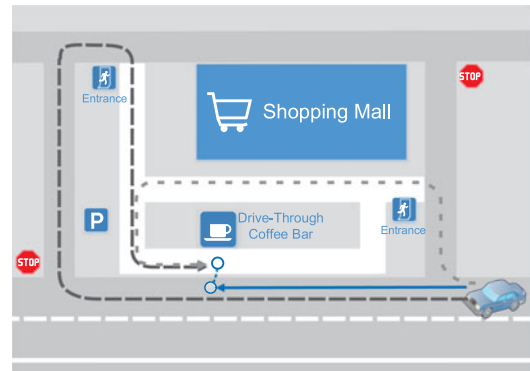 STOP
Entrance
Shopping Mall
P
Drive-Through
Coffee Bar
Entrance
STOP